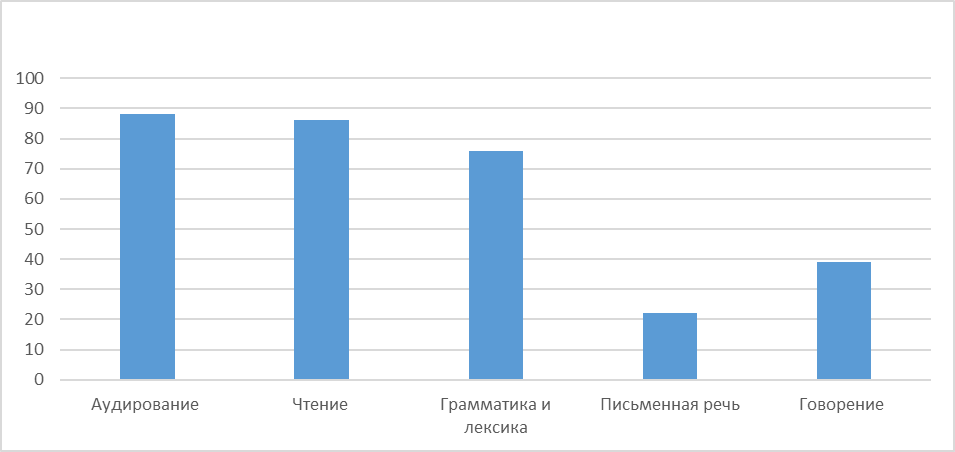 100
90
80
70
60
50
40
30
20
10
0
Аудирование
Чтение
Грамматика и
лексика
Письменная речь
Говорение